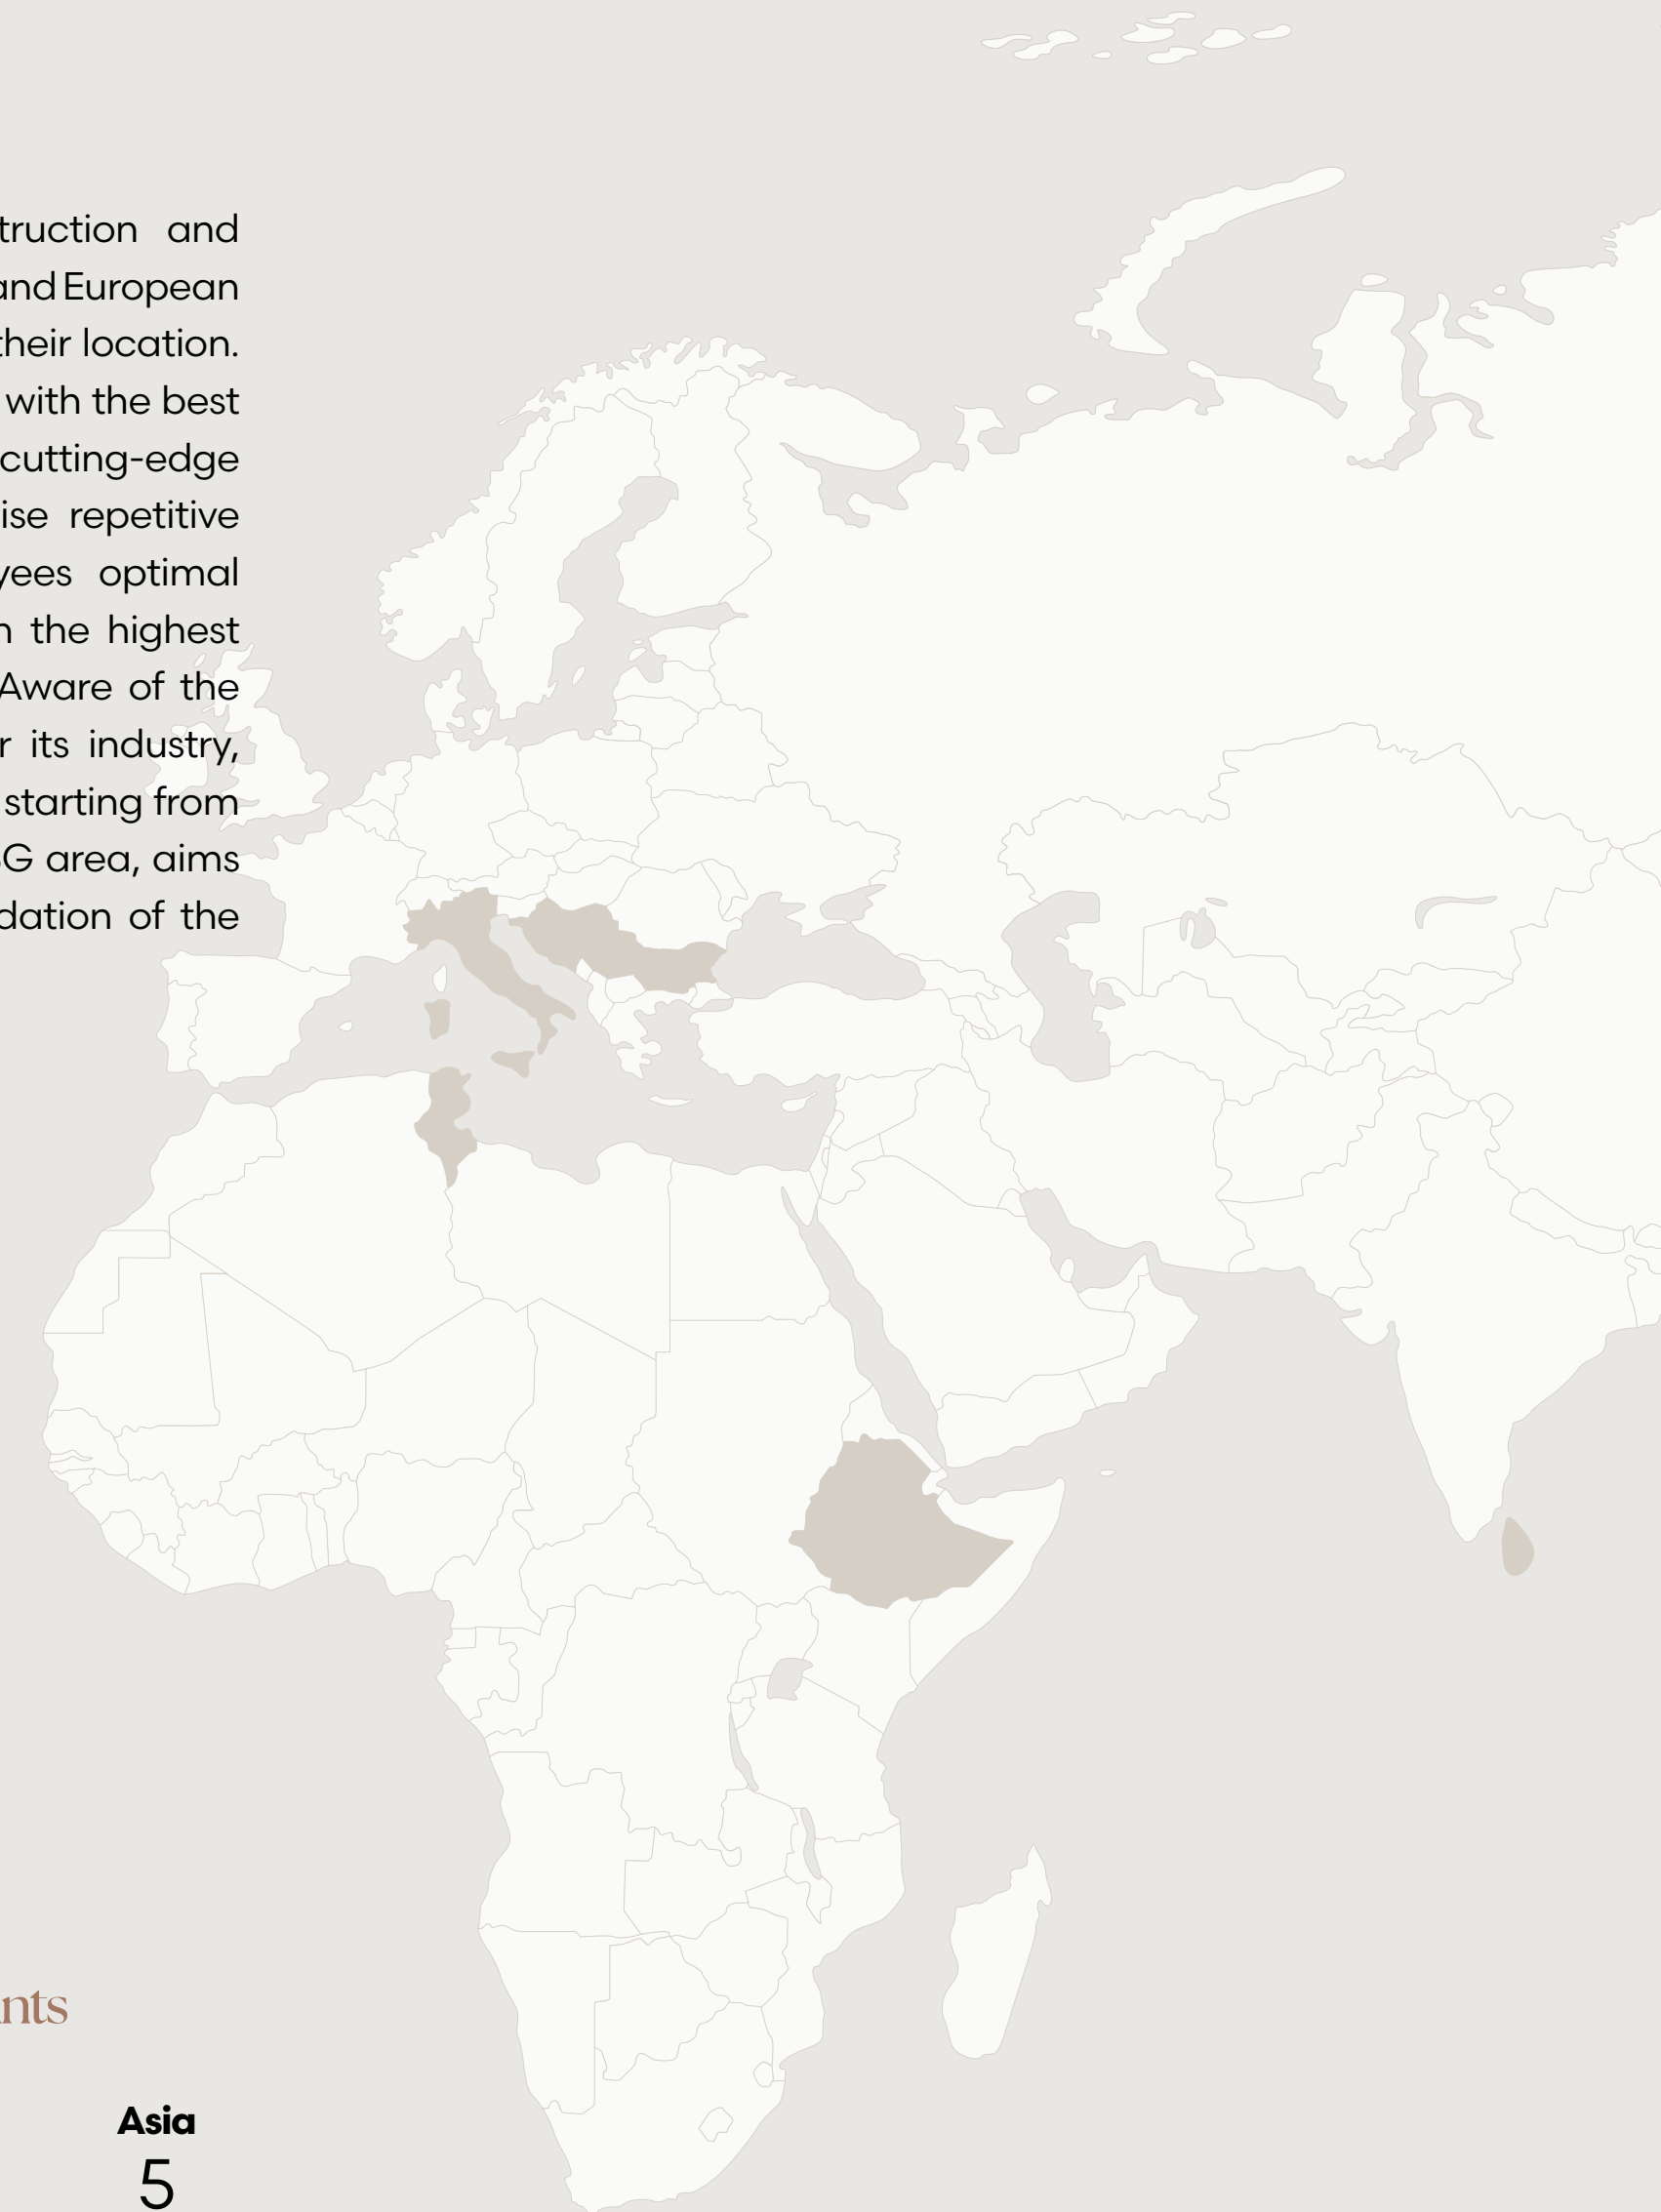 truction and
and European
their location.
with the best
cutting-edge
ise repetitive
yees optimal
n the highest
Aware of the
r its industry,
starting from
G area, aims
dation of the
nts
Asia
5